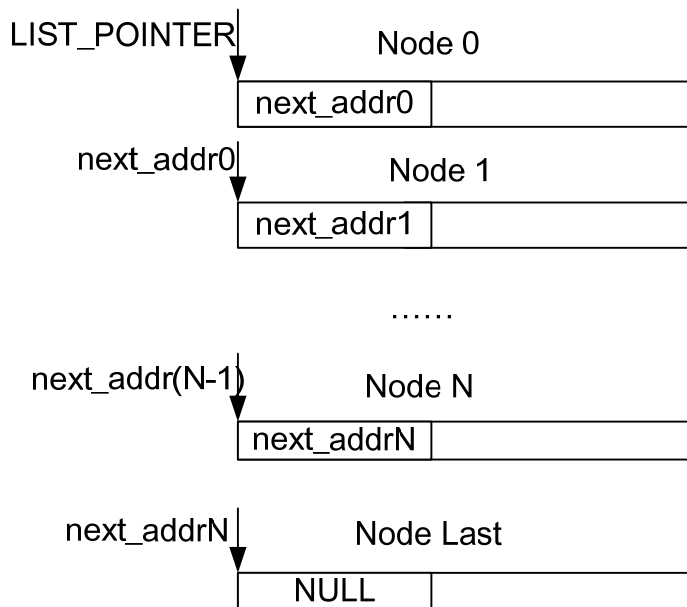 LIST_POINTER
Node 0
next_addr0
next_addr0
Node 1
next_addr1
......
next_addr(N-1)
Node N
next_addrN
next_addrN
Node Last
NULL